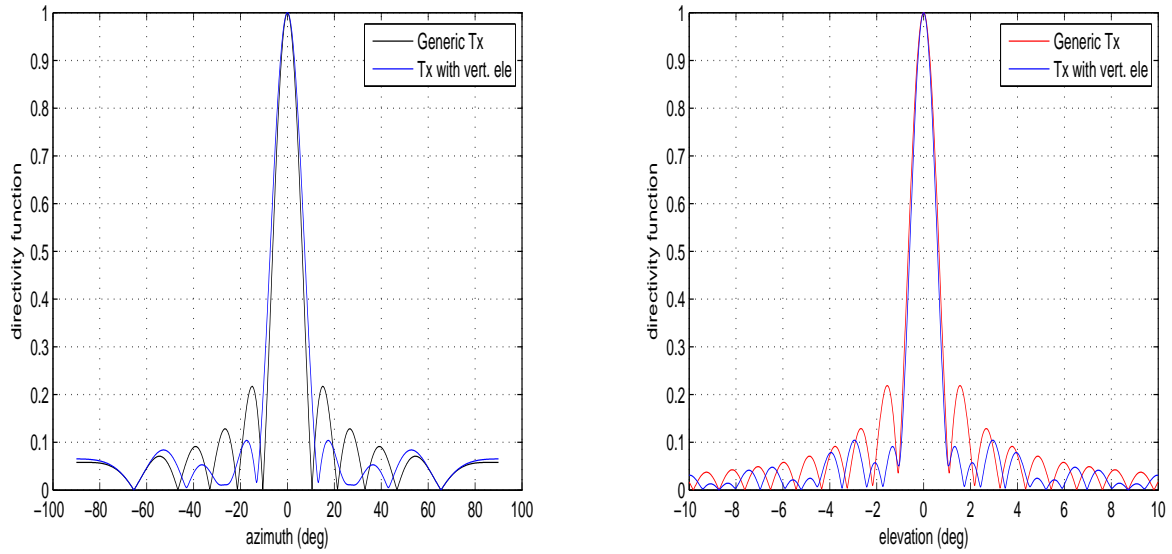 1
0.9
0.8
0.7
0.6
0.5
0.4
0.3
0.2
0.1
0
−100 −80 −60 −40 −20 0 20 40 60 80 100
azimuth (deg)
directivity function
Generic Tx
Tx with vert. ele
1
0.9
0.8
0.7
0.6
0.5
0.4
0.3
0.2
0.1
0
−10 −8 −6 −4 −2 0 2 4 6 8 10
elevation (deg)
directivity function
Generic Tx
Tx with vert. ele